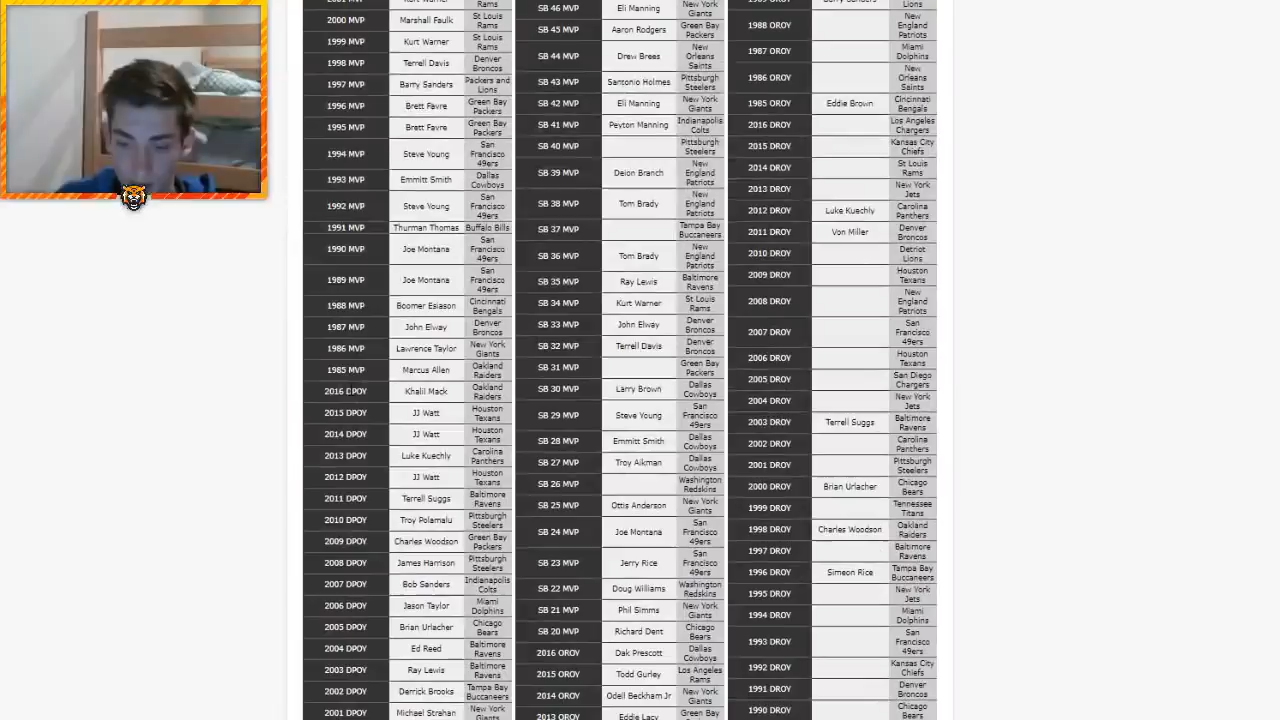 2001 MVP Kurt Warner Rams
2000 MVP Marshall Faulk St Louis Rams
1999 MVP Kurt Warner St Louis Rams
1998 MVP Terrell Davis Denver Broncos
1997 MVP Barry Sanders Packers and Lions
1996 MVP Brett Favre Green Bay Packers
1995 MVP Brett Favre Green Bay Packers
1994 MVP Steve Young San Francisco 49ers
1993 MVP Emmitt Smith Dallas Cowboys
1992 MVP Steve Young San Francisco 49ers
1991 MVP Thurman Thomas Buffalo Bills
1990 MVP Joe Montana San Francisco 49ers
1989 MVP Joe Montana San Francisco 49ers
1988 MVP Boomer Esiason Cincinnati Bengals
1987 MVP John Elway Denver Broncos
1986 MVP Lawrence Taylor New York Giants
1985 MVP Marcus Allen Oakland Raiders
2016 DPOY Khalil Mack Oakland Raiders
2015 DPOY JJ Watt Houston Texans
2014 DPOY JJ Watt Houston Texans
2013 DPOY Luke Kuechly Carolina Panthers
2012 DPOY JJ Watt Houston Texans
2011 DPOY Terrell Suggs Baltimore Ravens
2010 DPOY Troy Polamalu Pittsburgh Steelers
2009 DPOY Charles Woodson Green Bay Packers
2008 DPOY James Harrison Pittsburgh Steelers
2007 DPOY Bob Sanders Indianapolis Colts
2006 DPOY Jason Taylor Miami Dolphins
2005 DPOY Brian Urlacher Chicago Bears
2004 DPOY Ed Reed Baltimore Ravens
2003 DPOY Ray Lewis Baltimore Ravens
2002 DPOY Derrick Brooks Tampa Bay Buccaneers
2001 DPOY Michael Strahan New York Giants
SB 46 MVP Eli Manning New York Giants
SB 45 MVP Aaron Rodgers Green Bay Packers
SB 44 MVP Drew Brees New Orleans Saints
SB 43 MVP Santonio Holmes Pittsburgh Steelers
SB 42 MVP Eli Manning New York Giants
SB 41 MVP Peyton Manning Indianapolis Colts
SB 40 MVP Pittsburgh Steelers
SB 39 MVP Deion Branch New England Patriots
SB 38 MVP Tom Brady New England Patriots
SB 37 MVP Tampa Bay Buccaneers
SB 36 MVP Tom Brady New England Patriots
SB 35 MVP Ray Lewis Baltimore Ravens
SB 34 MVP Kurt Warner St Louis Rams
SB 33 MVP John Elway Denver Broncos
SB 32 MVP Terrell Davis Denver Broncos
SB 31 MVP Green Bay Packers
SB 30 MVP Larry Brown Dallas Cowboys
SB 29 MVP Steve Young San Francisco 49ers
SB 28 MVP Emmitt Smith Dallas Cowboys
SB 27 MVP Troy Aikman Dallas Cowboys
SB 26 MVP Washington Redskins
SB 25 MVP Ottis Anderson New York Giants
SB 24 MVP Joe Montana San Francisco 49ers
SB 23 MVP Jerry Rice San Francisco 49ers
SB 22 MVP Doug Williams Washington Redskins
SB 21 MVP Phil Simms New York Giants
SB 20 MVP Richard Dent Chicago Bears
2016 OROY Dak Prescott Dallas Cowboys
2015 OROY Todd Gurley Los Angeles Rams
2014 OROY Odell Beckham Jr New York Giants
2013 OROY Eddie Lacy Green Bay
1989 OROY Barry Sanders Lions
1988 OROY New England Patriots
1987 OROY Miami Dolphins
1986 OROY New Orleans Saints
1985 OROY Eddie Brown Cincinnati Bengals
2016 DROY Los Angeles Chargers
2015 DROY Kansas City Chiefs
2014 DROY St Louis Rams
2013 DROY New York Jets
2012 DROY Luke Kuechly Carolina Panthers
2011 DROY Von Miller Denver Broncos
2010 DROY Detriot Lions
2009 DROY Houston Texans
2008 DROY New England Patriots
2007 DROY San Francisco 49ers
2006 DROY Houston Texans
2005 DROY San Diego Chargers
2004 DROY New York Jets
2003 DROY Terrell Suggs Baltimore Ravens
2002 DROY Carolina Panthers
2001 DROY Pittsburgh Steelers
2000 DROY Brian Urlacher Chicago Bears
1999 DROY Tennessee Titans
1998 DROY Charles Woodson Oakland Raiders
1997 DROY Baltimore Ravens
1996 DROY Simeon Rice Tampa Bay Buccaneers
1995 DROY New York Jets
1994 DROY Miami Dolphins
1993 DROY San Francisco 49ers
1992 DROY Kansas City Chiefs
1991 DROY Denver Broncos
1990 DROY Chicago Bears